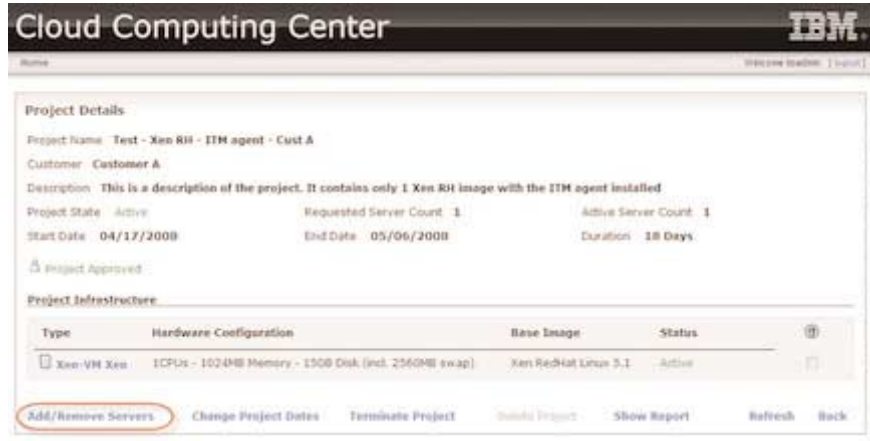 Cloud Computing Center IBM
Home Welcome itmadmin [logout]
Project Details
Project Name Test - Xen RH - ITM agent - Cust A
Customer Customer A
Description This is a description of the project. It contains only 1 Xen RH image with the ITM agent installed
Project State Active Requested Server Count 1 Active Server Count 1
Start Date 04/17/2008 End Date 05/06/2008 Duration 18 Days
Project Approved
Project Infrastructure
Type Hardware Configuration Base Image Status
Xen-VM Xen 1CPUs - 1024MB Memory - 15GB Disk (incl. 2560MB swap) Xen RedHat Linux 5.1 Active
Add/Remove Servers Change Project Dates Terminate Project Delete Project Show Report Refresh Back